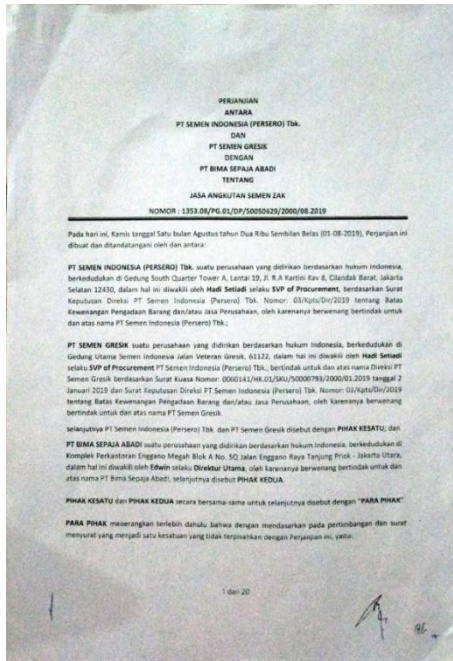 PERJANJIAN
ANTARA
PT SEMEN INDONESIA (PERSERO) Tbk.
DAN
PT SEMEN GRESIK
DENGAN
PT BIMA SEPAJA ABADI
TENTANG
JASA ANGKUTAN SEMEN ZAK
NOMOR : 1353.08/PG.01/DP/50050629/2000/08.2019
Pada hari ini, Kamis tanggal Satu bulan Agustus tahun Dua Ribu Sembilan Belas (01-08-2019), Perjanjian ini
dibuat dan ditandatangani oleh dan antara:
PT SEMEN INDONESIA (PERSERO) Tbk. suatu perusahaan yang didirikan berdasarkan hukum Indonesia,
berkedudukan di Gedung South Quarter Tower A, Lantai 19, Jl. R.A Kartini Kav 8, Cilandak Barat, Jakarta
Selatan 12430, dalam hal ini diwakili oleh Hadi Setiadi selaku SVP of Procurement, berdasarkan Surat
Keputusan Direksi PT Semen Indonesia (Persero) Tbk. Nomor: 03/Kpts/Dir/2019 tentang Batas
Kewenangan Pengadaan Barang dan/atau Jasa Perusahaan, oleh karenanya berwenang bertindak untuk
dan atas nama PT Semen Indonesia (Persero) Tbk.;
PT SEMEN GRESIK suatu perusahaan yang didirikan berdasarkan hukum Indonesia, berkedudukan di
Gedung Utama Semen Indonesia Jalan Veteran Gresik, 61122, dalam hal ini diwakili oleh Hadi Setiadi
selaku SVP of Procurement PT Semen Indonesia (Persero) Tbk., bertindak untuk dan atas nama Direksi PT
Semen Gresik berdasarkan Surat Kuasa Nomor: 0000141/HK.01/SKU/50000793/2000/01.2019 tanggal 2
Januari 2019 dan Surat Keputusan Direksi PT Semen Indonesia (Persero) Tbk. Nomor: 03/Kpts/Dir/2019
tentang Batas Kewenangan Pengadaan Barang dan/atau Jasa Perusahaan, oleh karenanya berwenang
bertindak untuk dan atas nama PT Semen Gresik.
selanjutnya PT Semen Indonesia (Persero) Tbk. dan PT Semen Gresik disebut dengan PIHAK KESATU; dan
PT BIMA SEPAJA ABADI suatu perusahaan yang didirikan berdasarkan hukum Indonesia, berkedudukan di
Komplek Perkantoran Enggano Megah Blok A No. 5Q Jalan Enggano Raya Tanjung Priok - Jakarta Utara,
dalam hal ini diwakili oleh Edwin selaku Direktur Utama, oleh karenanya berwenang bertindak untuk dan
atas nama PT Bima Sepaja Abadi, selanjutnya disebut PIHAK KEDUA.
PIHAK KESATU dan PIHAK KEDUA secara bersama-sama untuk selanjutnya disebut dengan "PARA PIHAK"
PARA PIHAK menerangkan terlebih dahulu bahwa dengan mendasarkan pada pertimbangan dan surat
menyurat yang menjadi satu kesatuan yang tidak terpisahkan dengan Perjanjian ini, yaitu:
1 dari 20